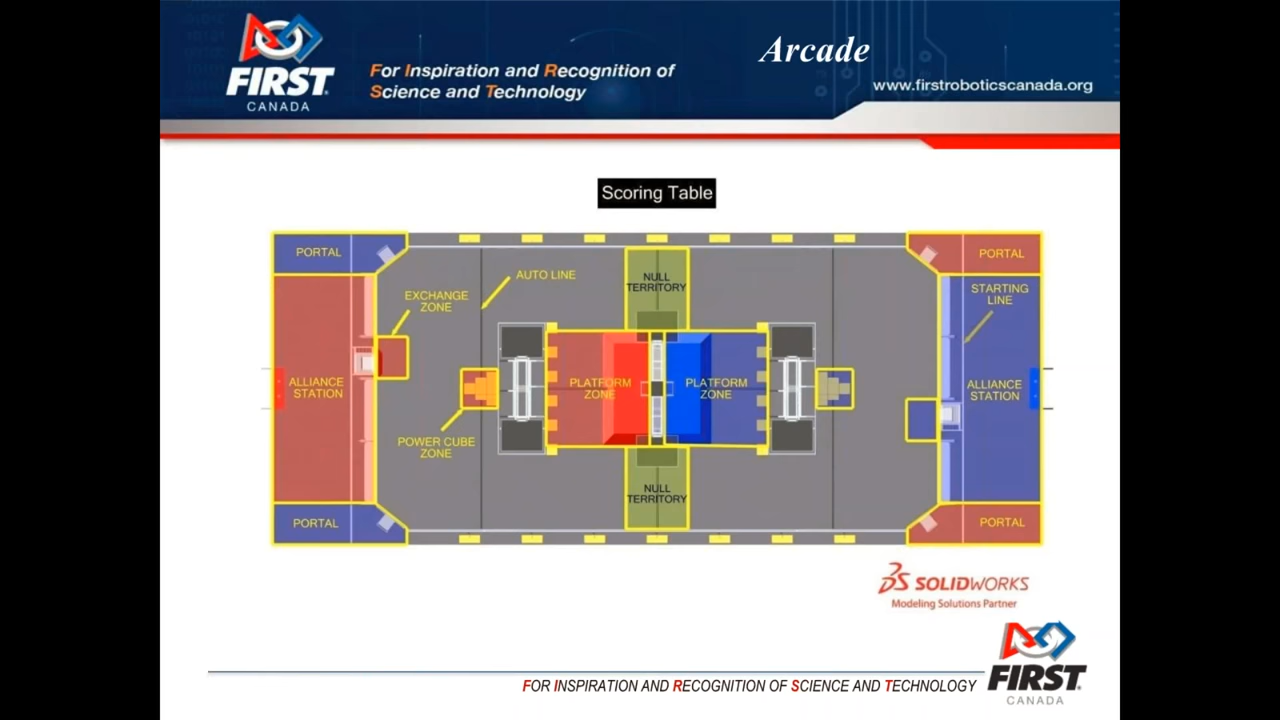 FIRST
CANADA
For Inspiration and Recognition of
Science and Technology
Arcade
www.firstroboticscanada.org
Scoring Table
PORTAL
PORTAL
AUTO LINE
NULL
TERRITORY
EXCHANGE
ZONE
STARTING
LINE
ALLIANCE
STATION
PLATFORM
ZONE
PLATFORM
ZONE
ALLIANCE
STATION
POWER CUBE
ZONE
NULL
TERRITORY
PORTAL
PORTAL
SOLIDWORKS
Modeling Solutions Partner
FOR INSPIRATION AND RECOGNITION OF SCIENCE AND TECHNOLOGY
FIRST
CANADA